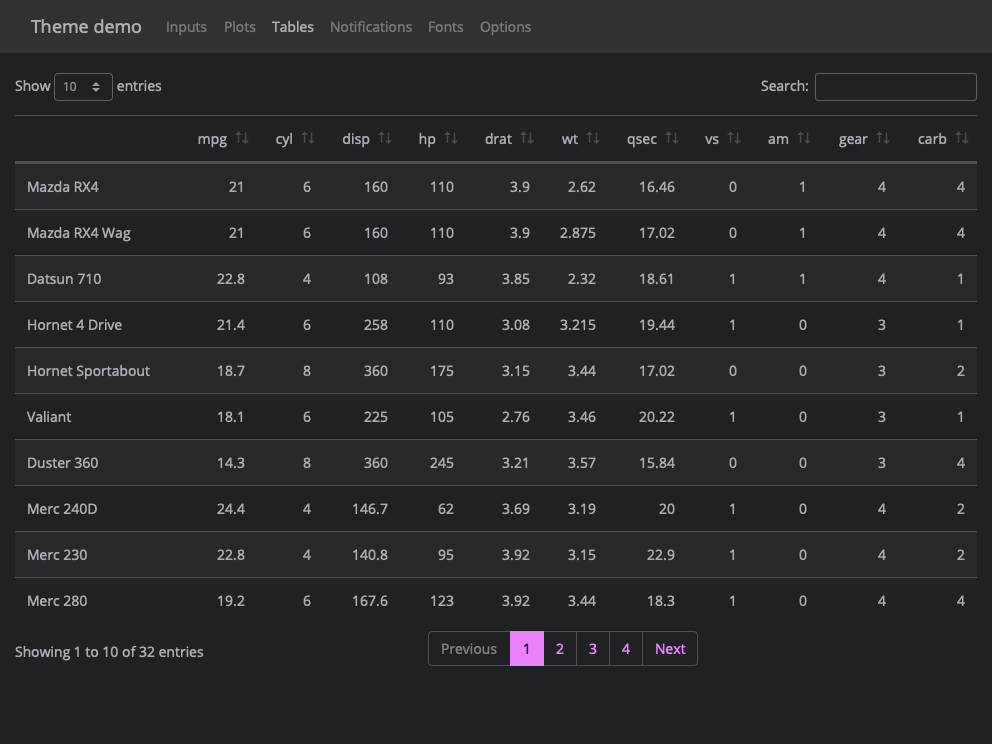 Theme demo Inputs Plots Tables Notifications Fonts Options
Show 10 entries Search:
mpg cyl disp hp drat wt qsec vs am gear carb
Mazda RX4 21 6 160 110 3.9 2.62 16.46 0 1 4 4
Mazda RX4 Wag 21 6 160 110 3.9 2.875 17.02 0 1 4 4
Datsun 710 22.8 4 108 93 3.85 2.32 18.61 1 1 4 1
Hornet 4 Drive 21.4 6 258 110 3.08 3.215 19.44 1 0 3 1
Hornet Sportabout 18.7 8 360 175 3.15 3.44 17.02 0 0 3 2
Valiant 18.1 6 225 105 2.76 3.46 20.22 1 0 3 1
Duster 360 14.3 8 360 245 3.21 3.57 15.84 0 0 3 4
Merc 240D 24.4 4 146.7 62 3.69 3.19 20 1 0 4 2
Merc 230 22.8 4 140.8 95 3.92 3.15 22.9 1 0 4 2
Merc 280 19.2 6 167.6 123 3.92 3.44 18.3 1 0 4 4
Showing 1 to 10 of 32 entries Previous 1 2 3 4 Next